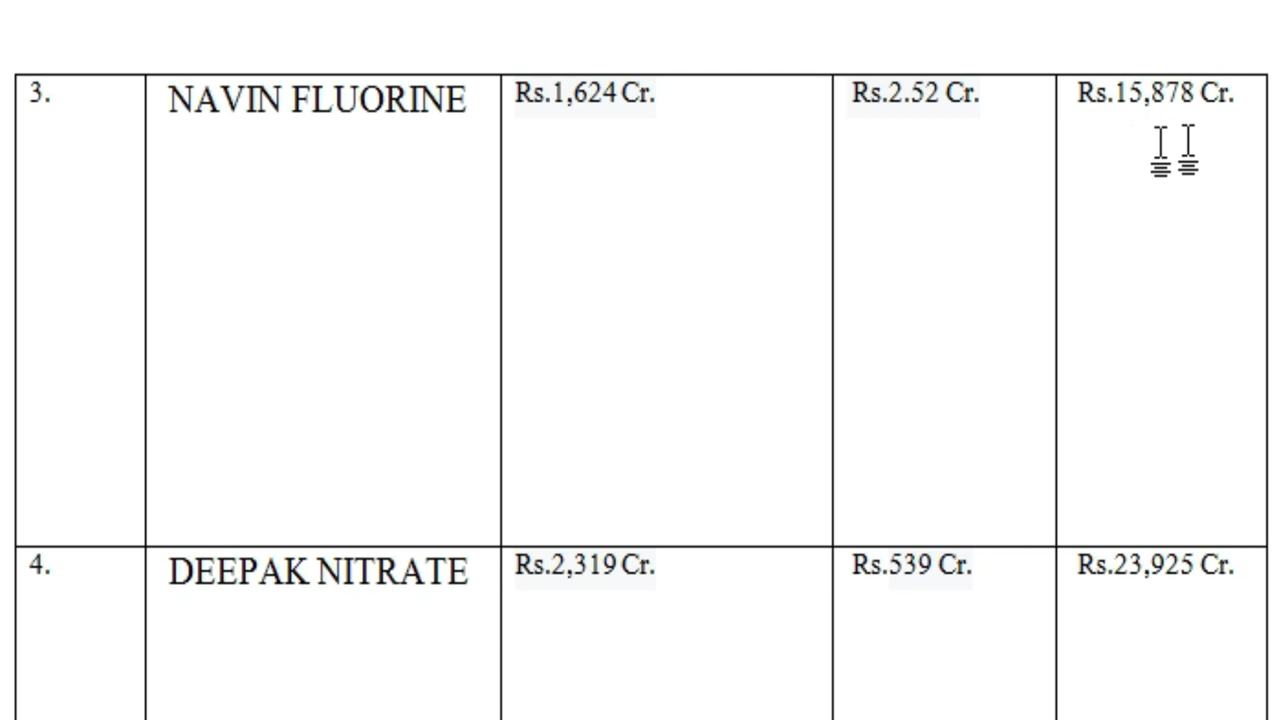 3. NAVIN FLUORINE Rs.1,624 Cr. Rs.2.52 Cr. Rs.15,878 Cr.
4. DEEPAK NITRATE Rs.2,319 Cr. Rs.539 Cr. Rs.23,925 Cr.